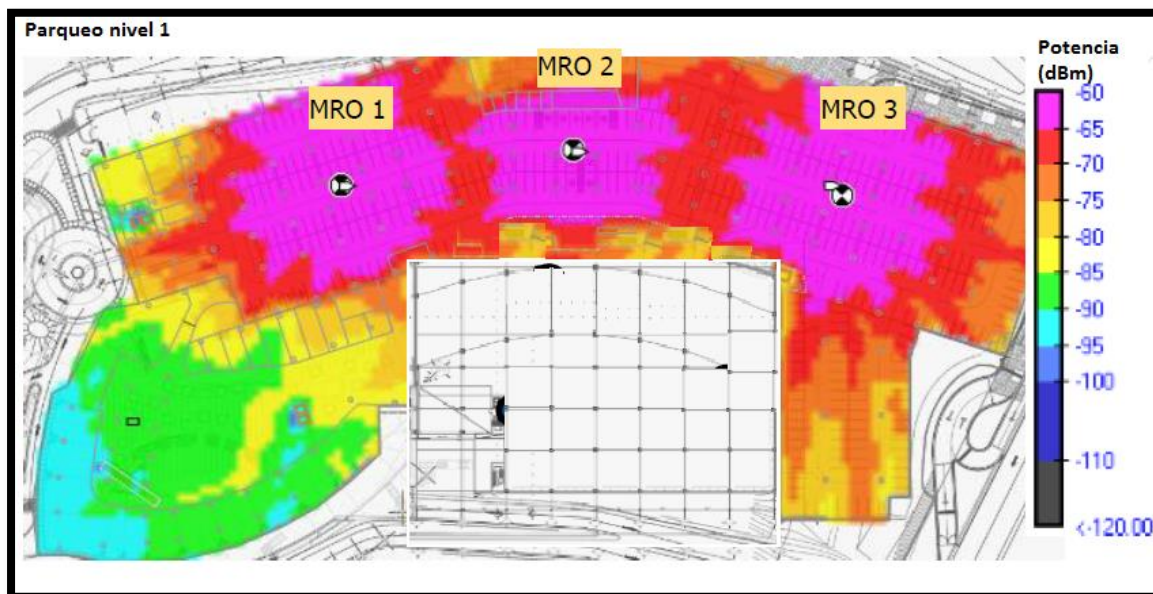 Parqueo nivel 1
MRO 1
MRO 2
MRO 3
Potencia
(dBm)
-60
-65
-70
-75
-80
-85
-90
-95
-100
-110
<-120.00